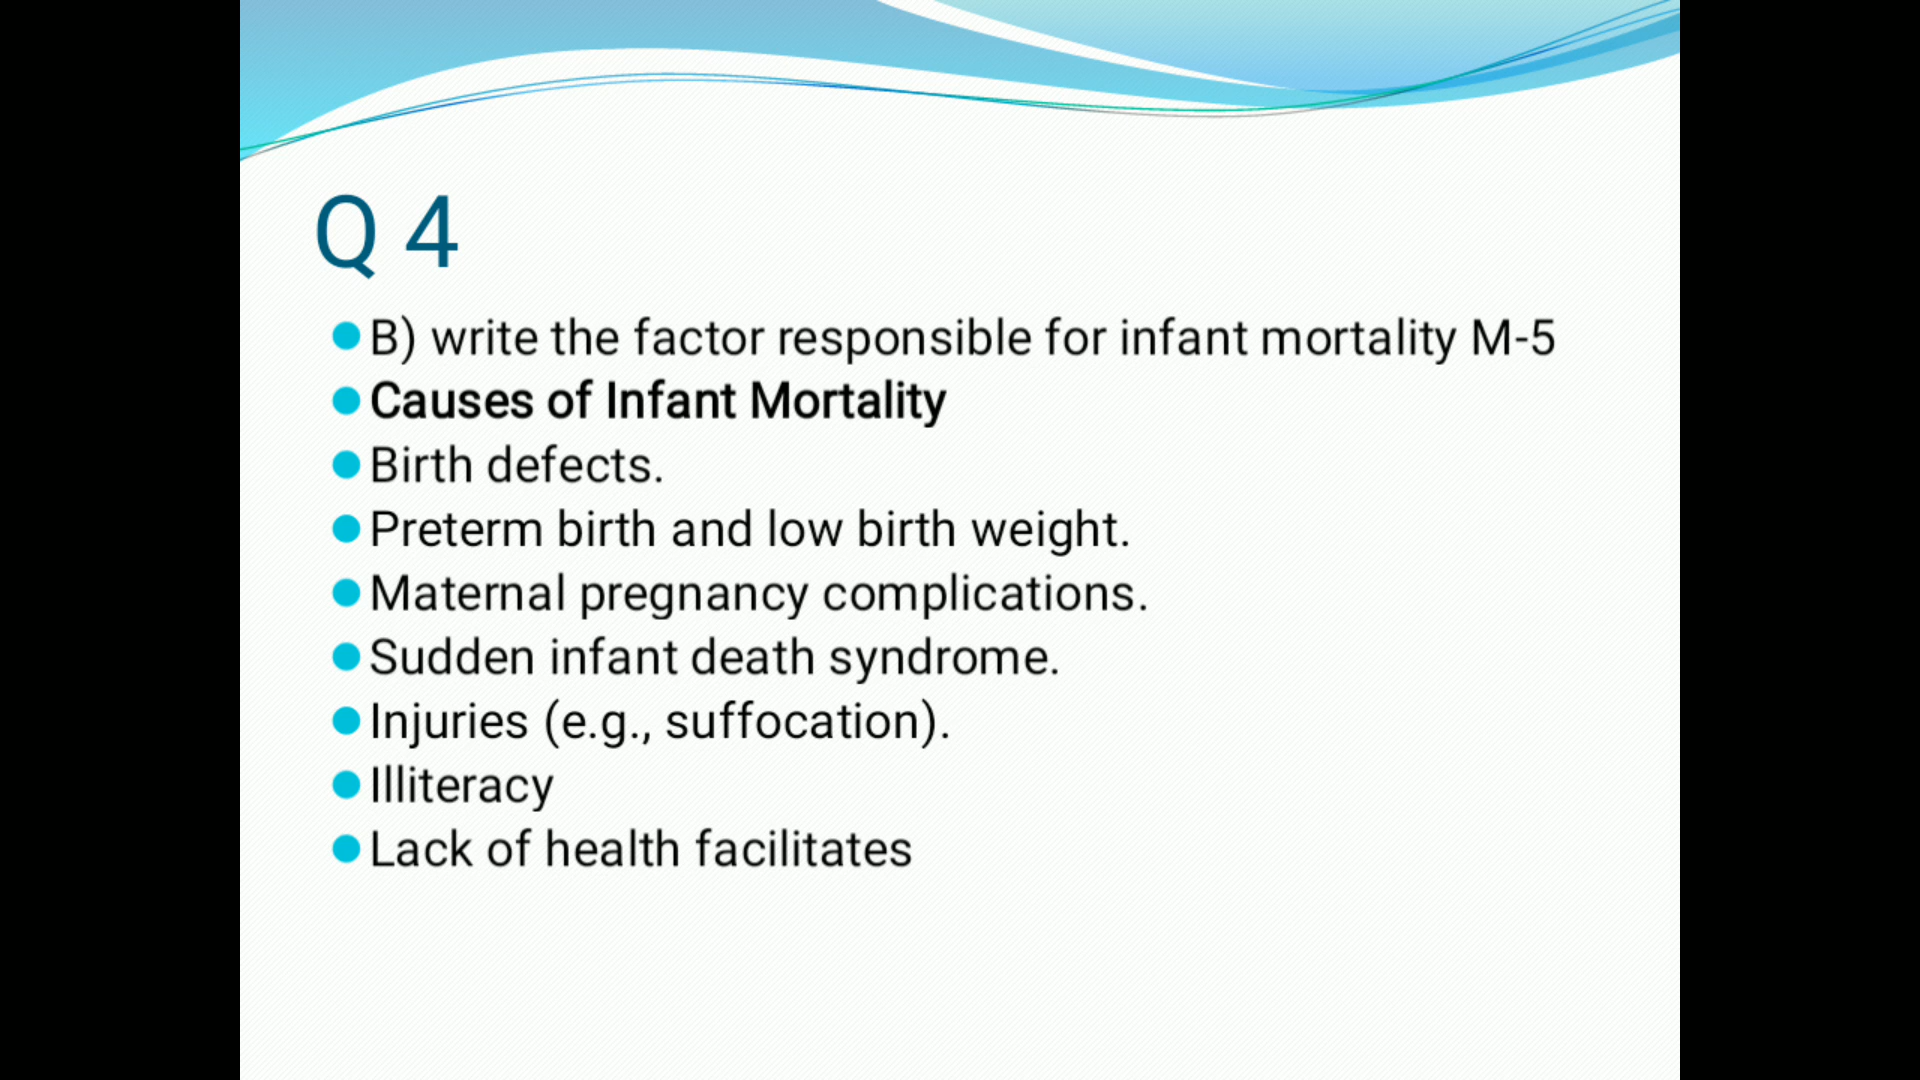 Q 4
B) write the factor responsible for infant mortality M-5
Causes of Infant Mortality
Birth defects.
Preterm birth and low birth weight.
Maternal pregnancy complications.
Sudden infant death syndrome.
Injuries (e.g., suffocation).
Illiteracy
Lack of health facilitates